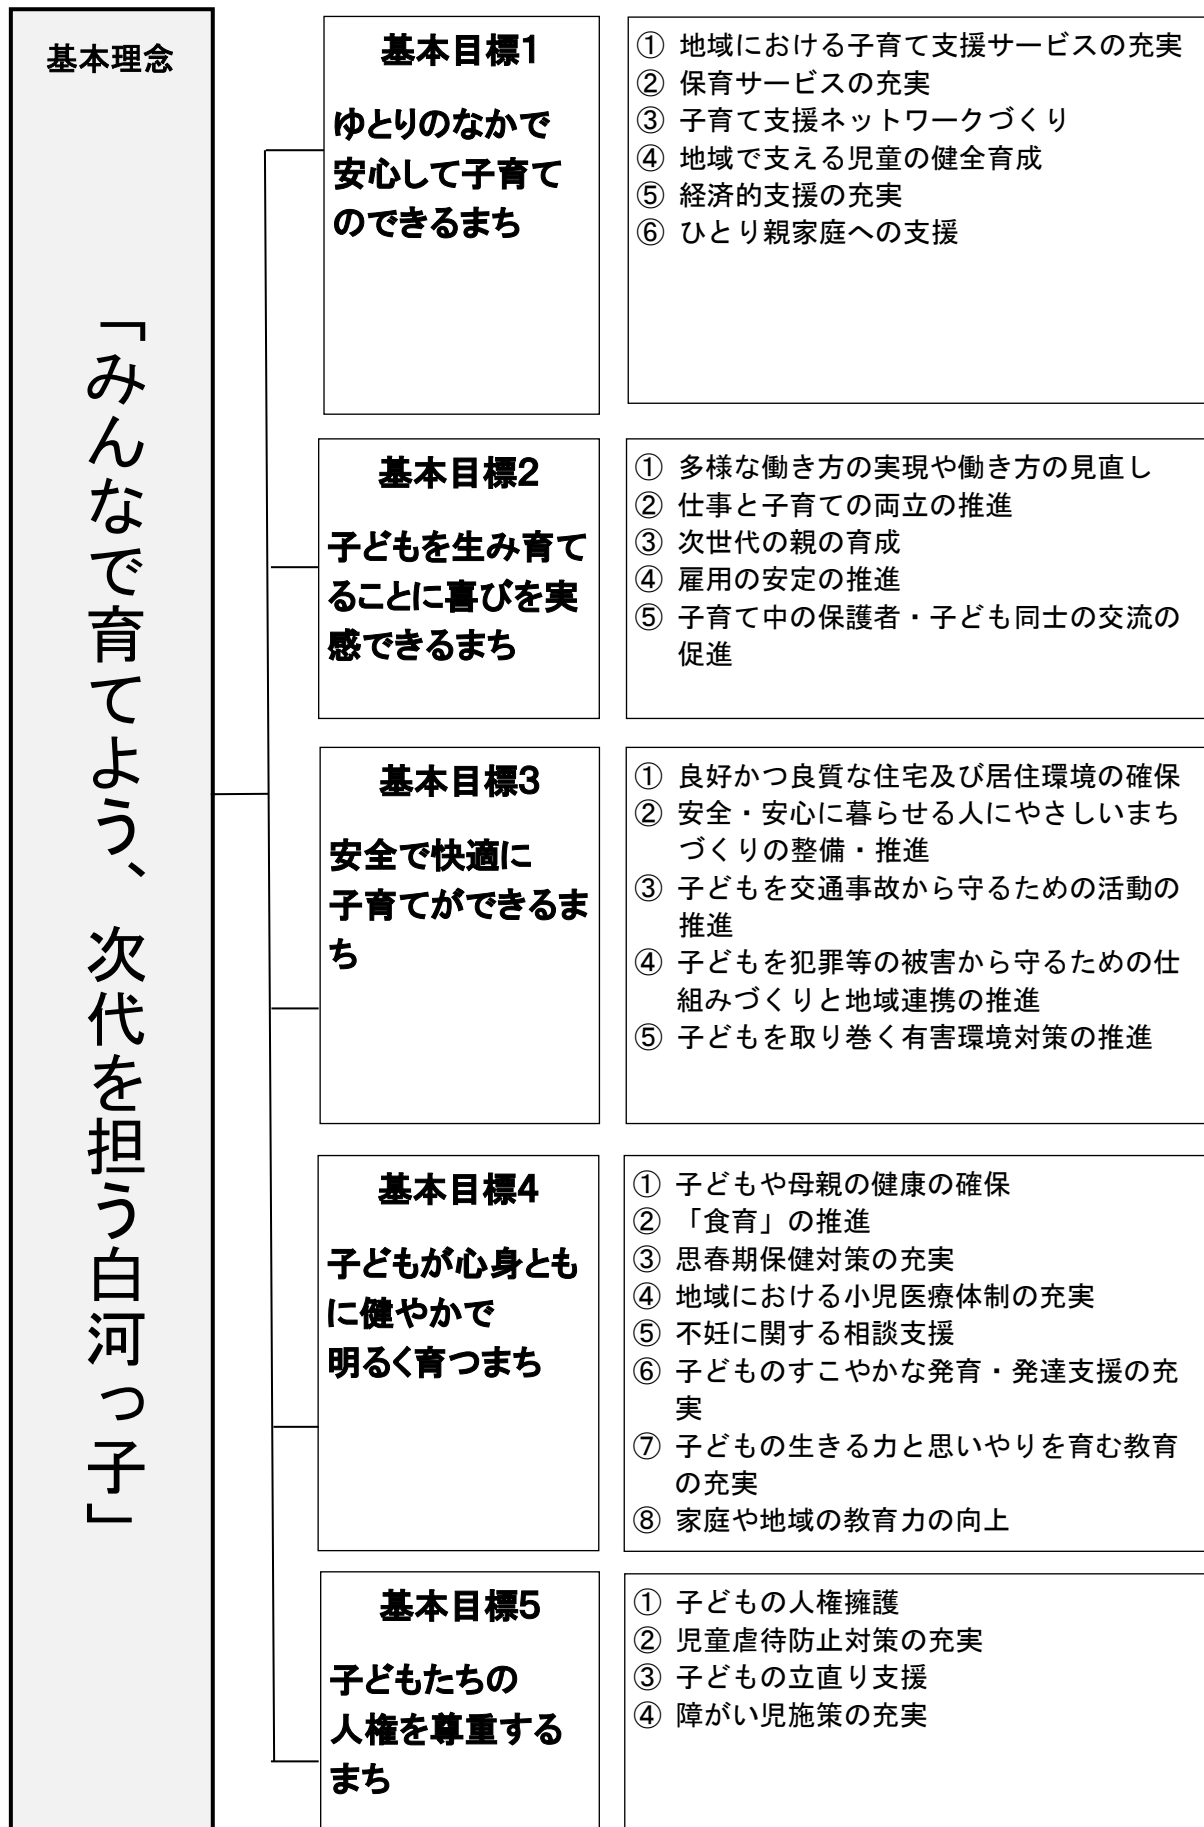 基本理念
「みんなで育てよう、次代を担う白河っ子」
基本目標1
ゆとりのなかで
安心して子育て
のできるまち
① 地域における子育て支援サービスの充実
② 保育サービスの充実
③ 子育て支援ネットワークづくり
④ 地域で支える児童の健全育成
⑤ 経済的支援の充実
⑥ ひとり親家庭への支援
基本目標2
子どもを生み育て
ることに喜びを実
感できるまち
① 多様な働き方の実現や働き方の見直し
② 仕事と子育ての両立の推進
③ 次世代の親の育成
④ 雇用の安定の推進
⑤ 子育て中の保護者・子ども同士の交流の
促進
基本目標3
安全で快適に
子育てができるま
ち
① 良好かつ良質な住宅及び居住環境の確保
② 安全・安心に暮らせる人にやさしいまち
づくりの整備・推進
③ 子どもを交通事故から守るための活動の
推進
④ 子どもを犯罪等の被害から守るための仕
組みづくりと地域連携の推進
⑤ 子どもを取り巻く有害環境対策の推進
基本目標4
子どもが心身とも
に健やかで
明るく育つまち
① 子どもや母親の健康の確保
② 「食育」の推進
③ 思春期保健対策の充実
④ 地域における小児医療体制の充実
⑤ 不妊に関する相談支援
⑥ 子どものすこやかな発育・発達支援の充
実
⑦ 子どもの生きる力と思いやりを育む教育
の充実
⑧ 家庭や地域の教育力の向上
基本目標5
子どもたちの
人権を尊重する
まち
① 子どもの人権擁護
② 児童虐待防止対策の充実
③ 子どもの立直り支援
④ 障がい児施策の充実